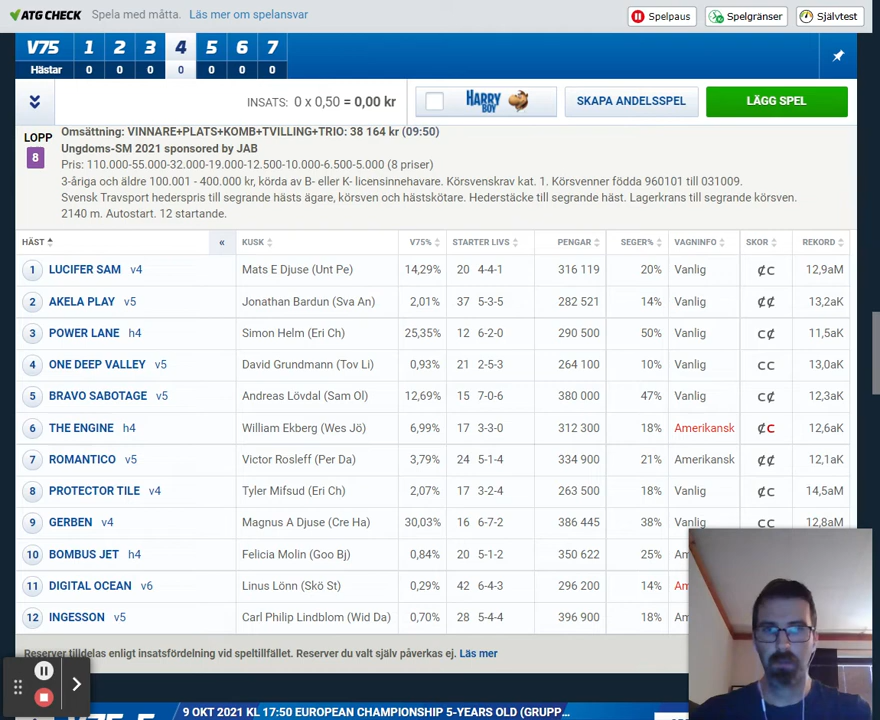 ATG CHECK Spela med måtta. Läs mer om spelansvar Spelpaus Spelgränser Självtest
V75 1 2 3 4 5 6 7
Hästar 0 0 0 0 0 0 0
INSATS: 0 x 0,50 = 0,00 kr HARRY BOY SKAPA ANDELSSPEL LÄGG SPEL
LOPP
8
Omsättning: VINNARE+PLATS+KOMB+TVILLING+TRIO: 38 164 kr (09:50)
Ungdoms-SM 2021 sponsored by JAB
Pris: 110.000-55.000-32.000-19.000-12.500-10.000-6.500-5.000 (8 priser)
3-åriga och äldre 100.001 - 400.000 kr, körda av B- eller K- licensinnehavare. Körsvenskrav kat. 1. Körsvenner födda 960101 till 031009.
Svensk Travsport hederspris till segrande hästs ägare, körsven och hästskötare. Hederstäcke till segrande häst. Lagerkrans till segrande körsven.
2140 m. Autostart. 12 startande.
HÄST « KUSK V75% STARTER LIVS PENGAR SEGER% VAGNINFO SKOR REKORD
1 LUCIFER SAM v4 Mats E Djuse (Unt Pe) 14,29% 20 4-4-1 316 119 20% Vanlig ȼC 12,9aM
2 AKELA PLAY v5 Jonathan Bardun (Sva An) 2,01% 37 5-3-5 282 521 14% Vanlig ȼȼ 13,2aK
3 POWER LANE h4 Simon Helm (Eri Ch) 25,35% 12 6-2-0 290 500 50% Vanlig Cȼ 11,5aK
4 ONE DEEP VALLEY v5 David Grundmann (Tov Li) 0,93% 21 2-5-3 264 100 10% Vanlig CC 13,0aK
5 BRAVO SABOTAGE v5 Andreas Lövdal (Sam Ol) 12,69% 15 7-0-6 380 000 47% Vanlig Cȼ 12,3aK
6 THE ENGINE h4 William Ekberg (Wes Jö) 6,99% 17 3-3-0 312 300 18% Amerikansk ȼC 12,6aK
7 ROMANTICO v5 Victor Rosleff (Per Da) 3,79% 24 5-1-4 334 900 21% Amerikansk ȼȼ 12,1aK
8 PROTECTOR TILE v4 Tyler Mifsud (Eri Ch) 2,07% 17 3-2-4 263 500 18% Vanlig ȼC 14,5aM
9 GERBEN v4 Magnus A Djuse (Cre Ha) 30,03% 16 6-7-2 386 445 38% Vanlig CC 12,8aM
10 BOMBUS JET h4 Felicia Molin (Goo Bj) 0,84% 20 5-1-2 350 622 25% Am
11 DIGITAL OCEAN v6 Linus Lönn (Skö St) 0,29% 42 6-4-3 296 200 14% Am
12 INGESSON v5 Carl Philip Lindblom (Wid Da) 0,70% 28 5-4-4 396 900 18% Am
Reserver tilldelas enligt insatsfördelning vid speltillfället. Reserver du valt själv påverkas ej. Läs mer
9 OKT 2021 KL 17:50 EUROPEAN CHAMPIONSHIP 5-YEARS OLD (GRUPP...